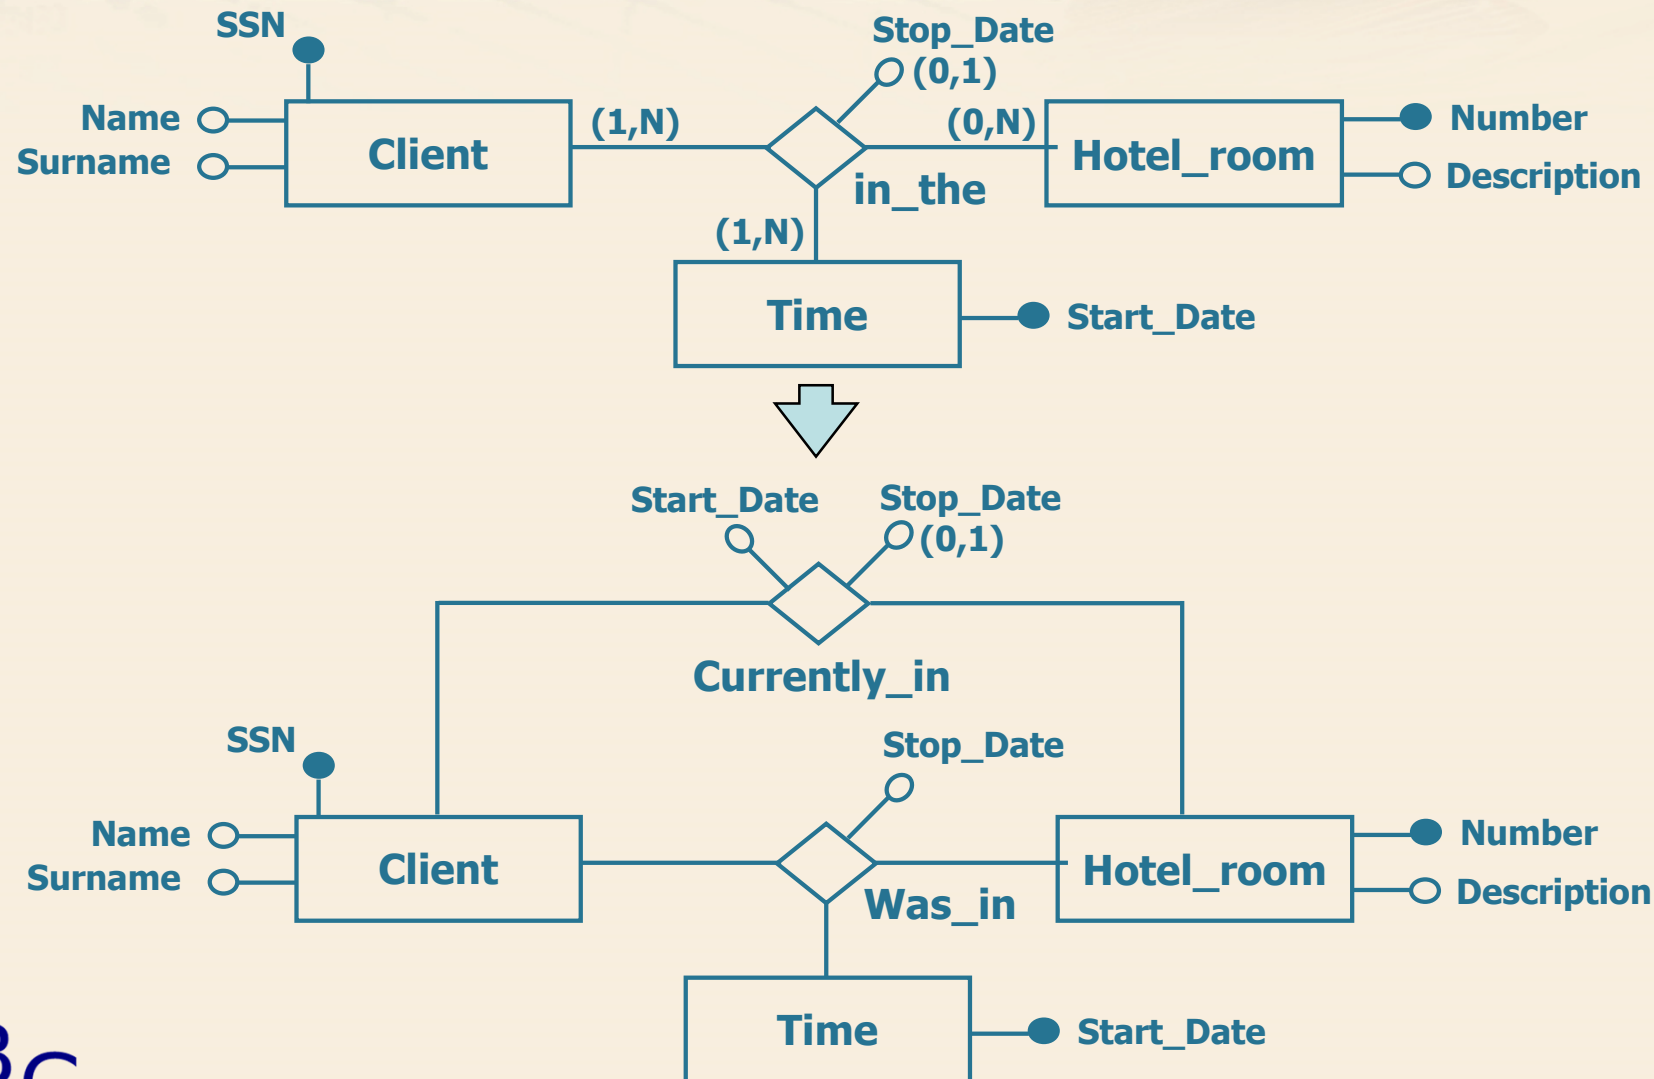 SSN
Stop_Date
(0,1)
Name
(1,N)
(0,N)
Number
Client
Hotel_room
Surname
Description
in_the
(1,N)
Time
Start_Date
Start_Date
Stop_Date
(0,1)
Currently_in
SSN
Stop_Date
Name
Number
Client
Hotel_room
Surname
Description
Was_in
Time
Start_Date